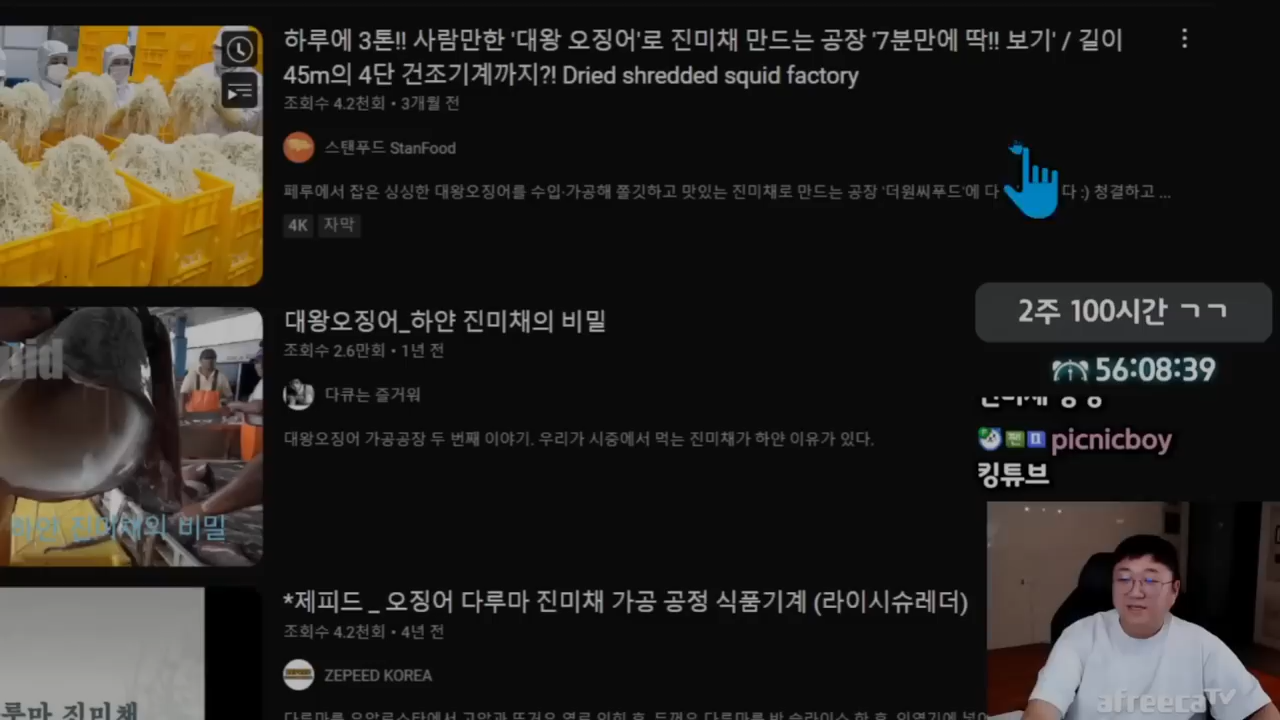 하루에 3톤!! 사람만한 '대왕 오징어'로 진미채 만드는 공장 '7분만에 딱!! 보기' / 길이
45m의 4단 건조기계까지?! Dried shredded squid factory
조회수 4.2천회 • 3개월 전
스탠푸드 StanFood
페루에서 잡은 싱싱한 대왕오징어를 수입·가공해 쫄깃하고 맛있는 진미채로 만드는 공장 '더원씨푸드'에 다 다 :) 청결하고 ...
4K 자막
2주 100시간 ㄱㄱ
대왕오징어_하얀 진미채의 비밀
조회수 2.6만회 • 1년 전
56:08:39
다큐는 즐거워
대왕오징어 가공공장 두 번째 이야기. 우리가 시중에서 먹는 진미채가 하얀 이유가 있다.
picnicboy
킹튜브
하얀 진미채의 비밀
*제피드 _ 오징어 다루마 진미채 가공 공정 식품기계 (라이시슈레더)
조회수 4.2천회 • 4년 전
ZEPEED KOREA
afreecaTV
진미채